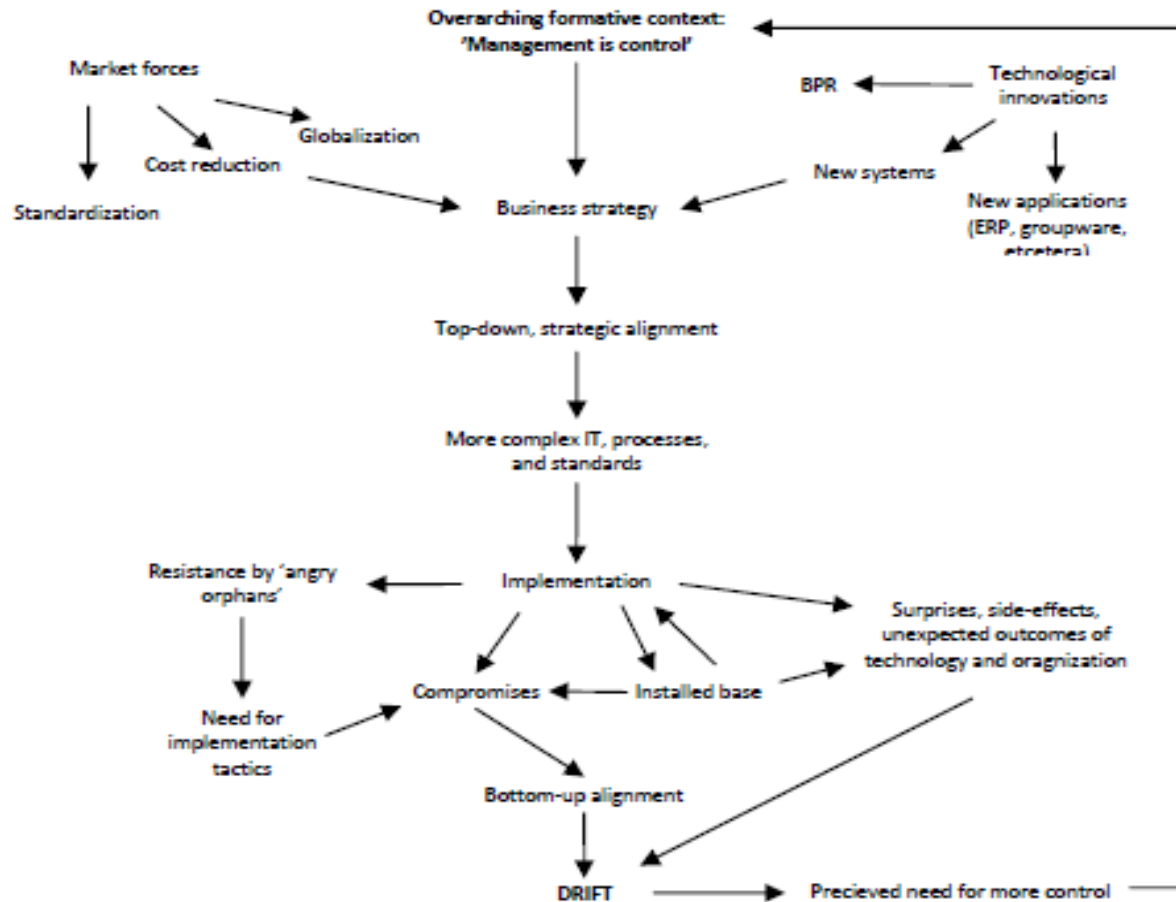 Overarching formative context:
'Management is control'
Market forces
BPR
Technological
innovations
Globalization
Cost reduction
New systems
Standardization
Business strategy
New applications
(ERP, groupware,
etcetera)
Top-down, strategic alignment
More complex IT, processes,
and standards
Resistance by 'angry
orphans'
Implementation
Surprises, side-effects,
unexpected outcomes of
technology and oragnization
Compromises
Installed base
Need for
implementation
tactics
Bottom-up alignment
DRIFT
Precieved need for more control